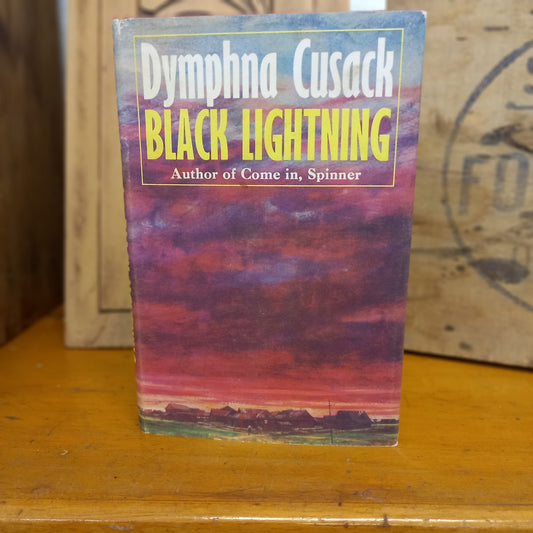 Dymphna Cusack
BLACK LIGHTNING
Author of Come in, Spinner